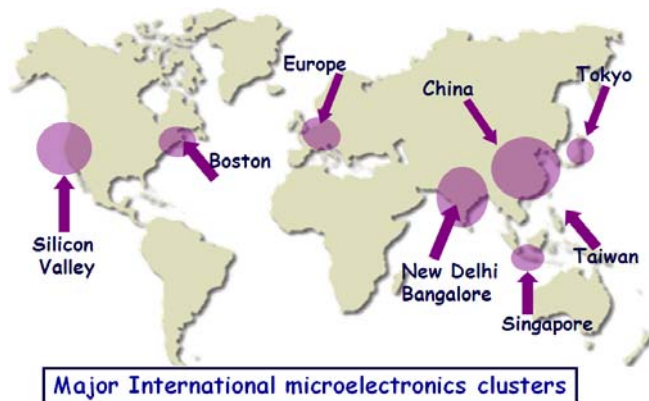 Europe
Tokyo
China
Boston
Silicon
Valley
New Delhi
Bangalore
Taiwan
Singapore
Major International microelectronics clusters